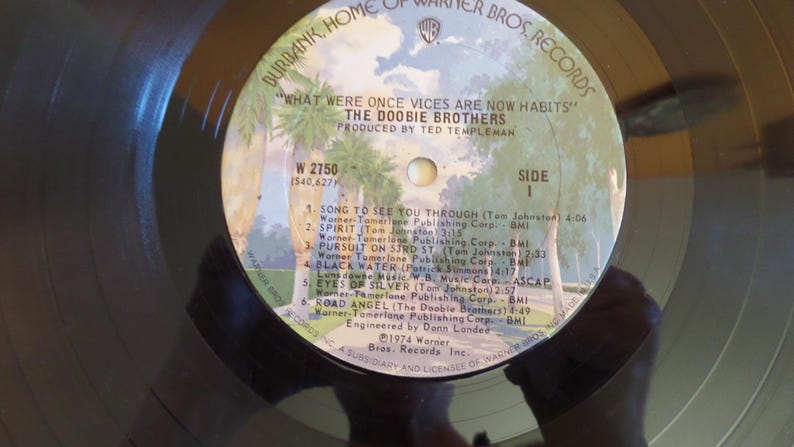 BURBANK, HOME OF WARNER BROS. RECORDS
WB
"WHAT WERE ONCE VICES ARE NOW HABITS"
THE DOOBIE BROTHERS
PRODUCED BY TED TEMPLEMAN
W 2750
(S40,627)
SIDE
1
1. SONG TO SEE YOU THROUGH (Tom Johnston) 4:06
Warner-Tamerlane Publishing Corp. - BMI
2. SPIRIT (Tom Johnston) 3:15
Warner-Tamerlane Publishing Corp. - BMI
3. PURSUIT ON 53RD ST. (Tom Johnston) 2:33
Warner-Tamerlane Publishing Corp. - BMI
4. BLACK WATER (Patrick Simmons) 4:17
Lansdowne Music W.B. Music Corp. - ASCAP
5. EYES OF SILVER (Tom Johnston) 2:57
Warner-Tamerlane Publishing Corp. - BMI
6. ROAD ANGEL (The Doobie Brothers) 4:49
Warner-Tamerlane Publishing Corp. - BMI
Engineered by Donn Landee
©1974 Warner
Bros. Records Inc.
WARNER BROS. RECORDS INC., A SUBSIDIARY AND LICENSEE OF WARNER BROS. INC. MADE IN U.S.A.